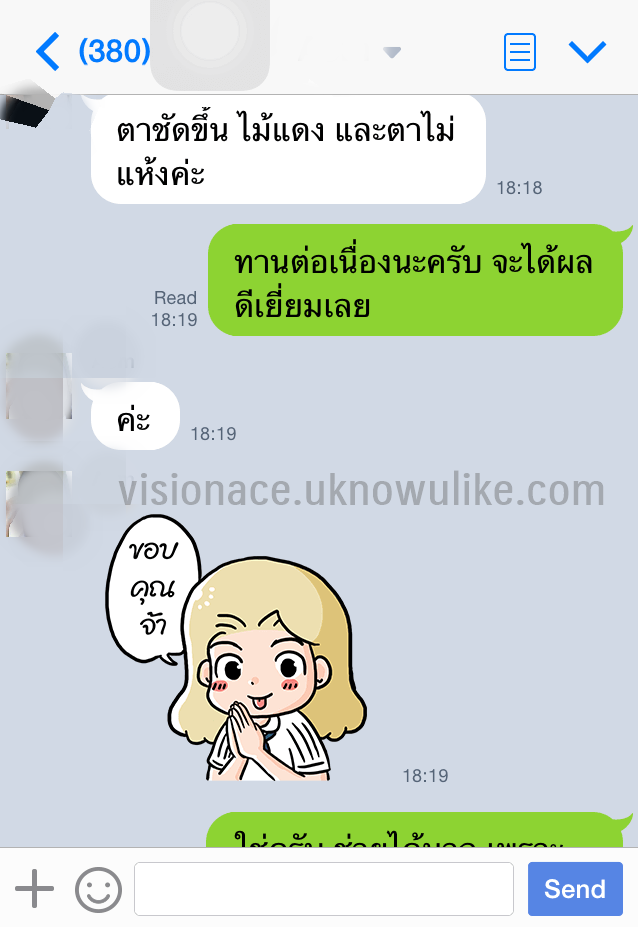 (380)
ตาชัดขึ้น ไม้แดง และตาไม่
แห้งค่ะ
18:18
ทานต่อเนื่องนะครับ จะได้ผล
ดีเยี่ยมเลย
Read
18:19
ค่ะ
18:19
visionace.uknowulike.com
ขอบ
คุณ
จ้า
18:19
Send